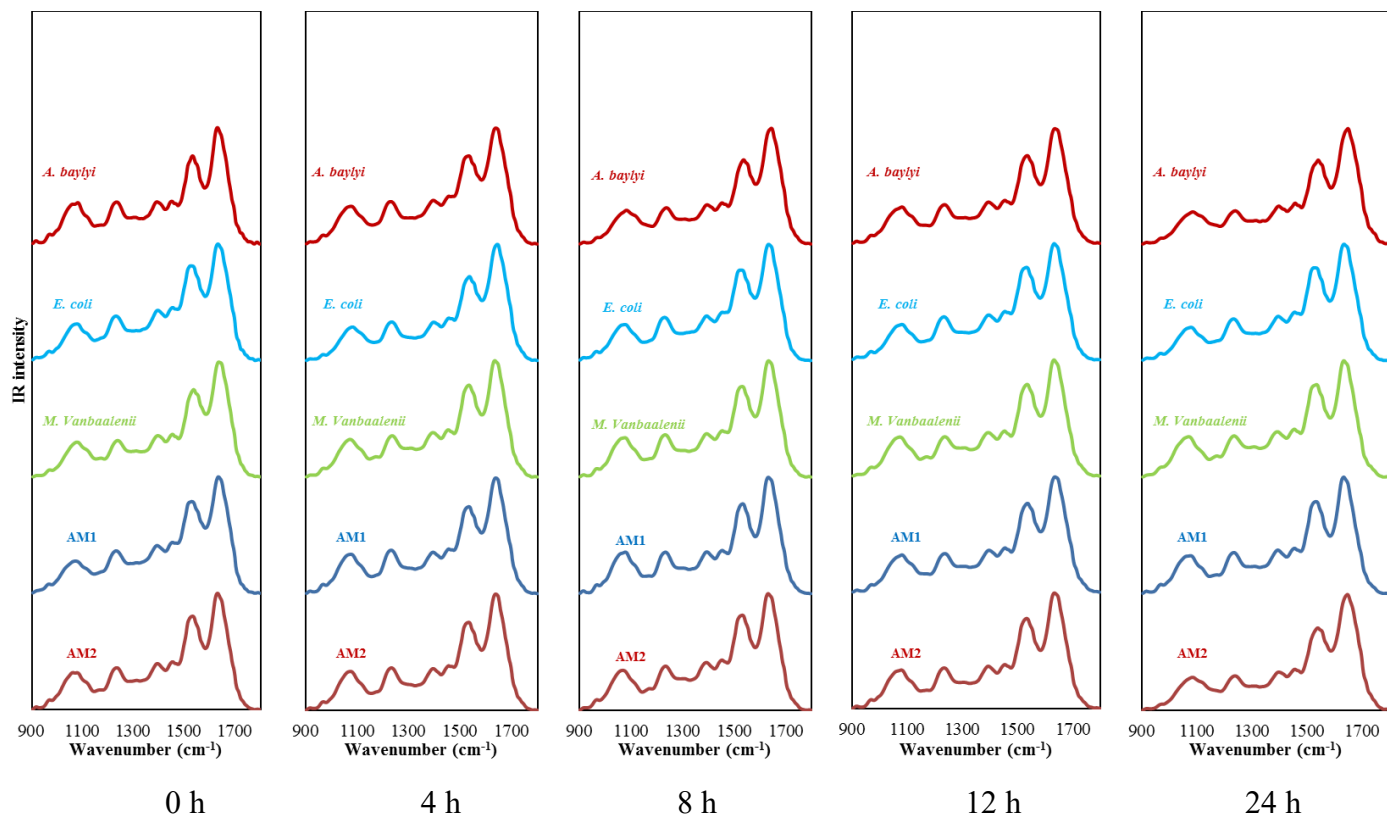 IR intensity
A. baylyi
E. coli
M. Vanbaalenii
AM1
AM2
900 1100 1300 1500 1700
Wavenumber (cm⁻¹)
0 h
A. baylyi
E. coli
M. Vanbaalenii
AM1
AM2
900 1100 1300 1500 1700
Wavenumber (cm⁻¹)
4 h
A. baylyi
E. coli
M. Vanbaalenii
AM1
AM2
900 1100 1300 1500 1700
Wavenumber (cm⁻¹)
8 h
A. baylyi
E. coli
M. Vanbaalenii
AM1
AM2
900 1100 1300 1500 1700
Wavenumber (cm⁻¹)
12 h
A. baylyi
E. coli
M. Vanbaalenii
AM1
AM2
900 1100 1300 1500 1700
Wavenumber (cm⁻¹)
24 h